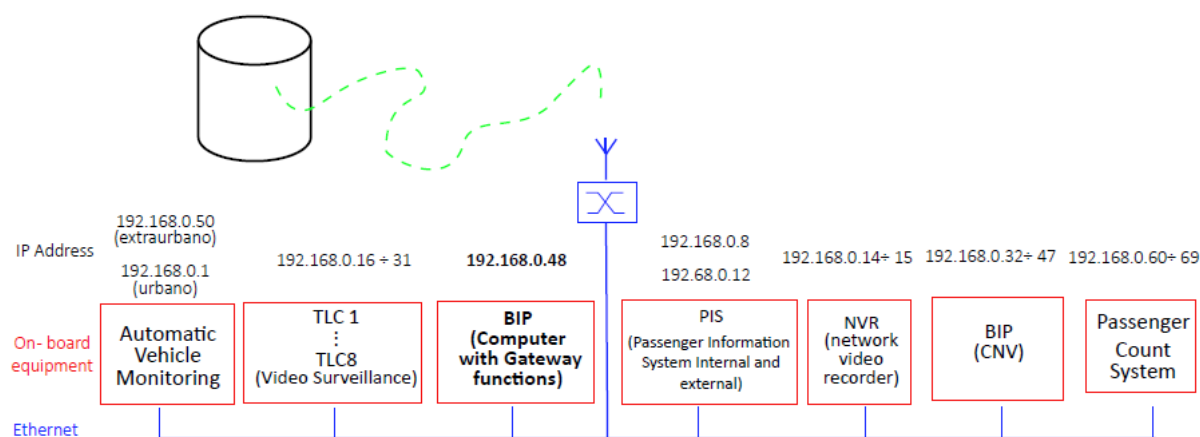 IP Address
192.168.0.50
(extraurbano)
192.168.0.1
(urbano)
192.168.0.16 ÷ 31
192.168.0.48
192.168.0.8
192.68.0.12
192.168.0.14÷ 15
192.168.0.32÷ 47
192.168.0.60÷ 69
On- board
equipment
Automatic
Vehicle
Monitoring
TLC 1
⋮
TLC8
(Video Surveillance)
BIP
(Computer
with Gateway
functions)
PIS
(Passenger Information
System Internal and
external)
NVR
(network
video
recorder)
BIP
(CNV)
Passenger
Count
System
Ethernet